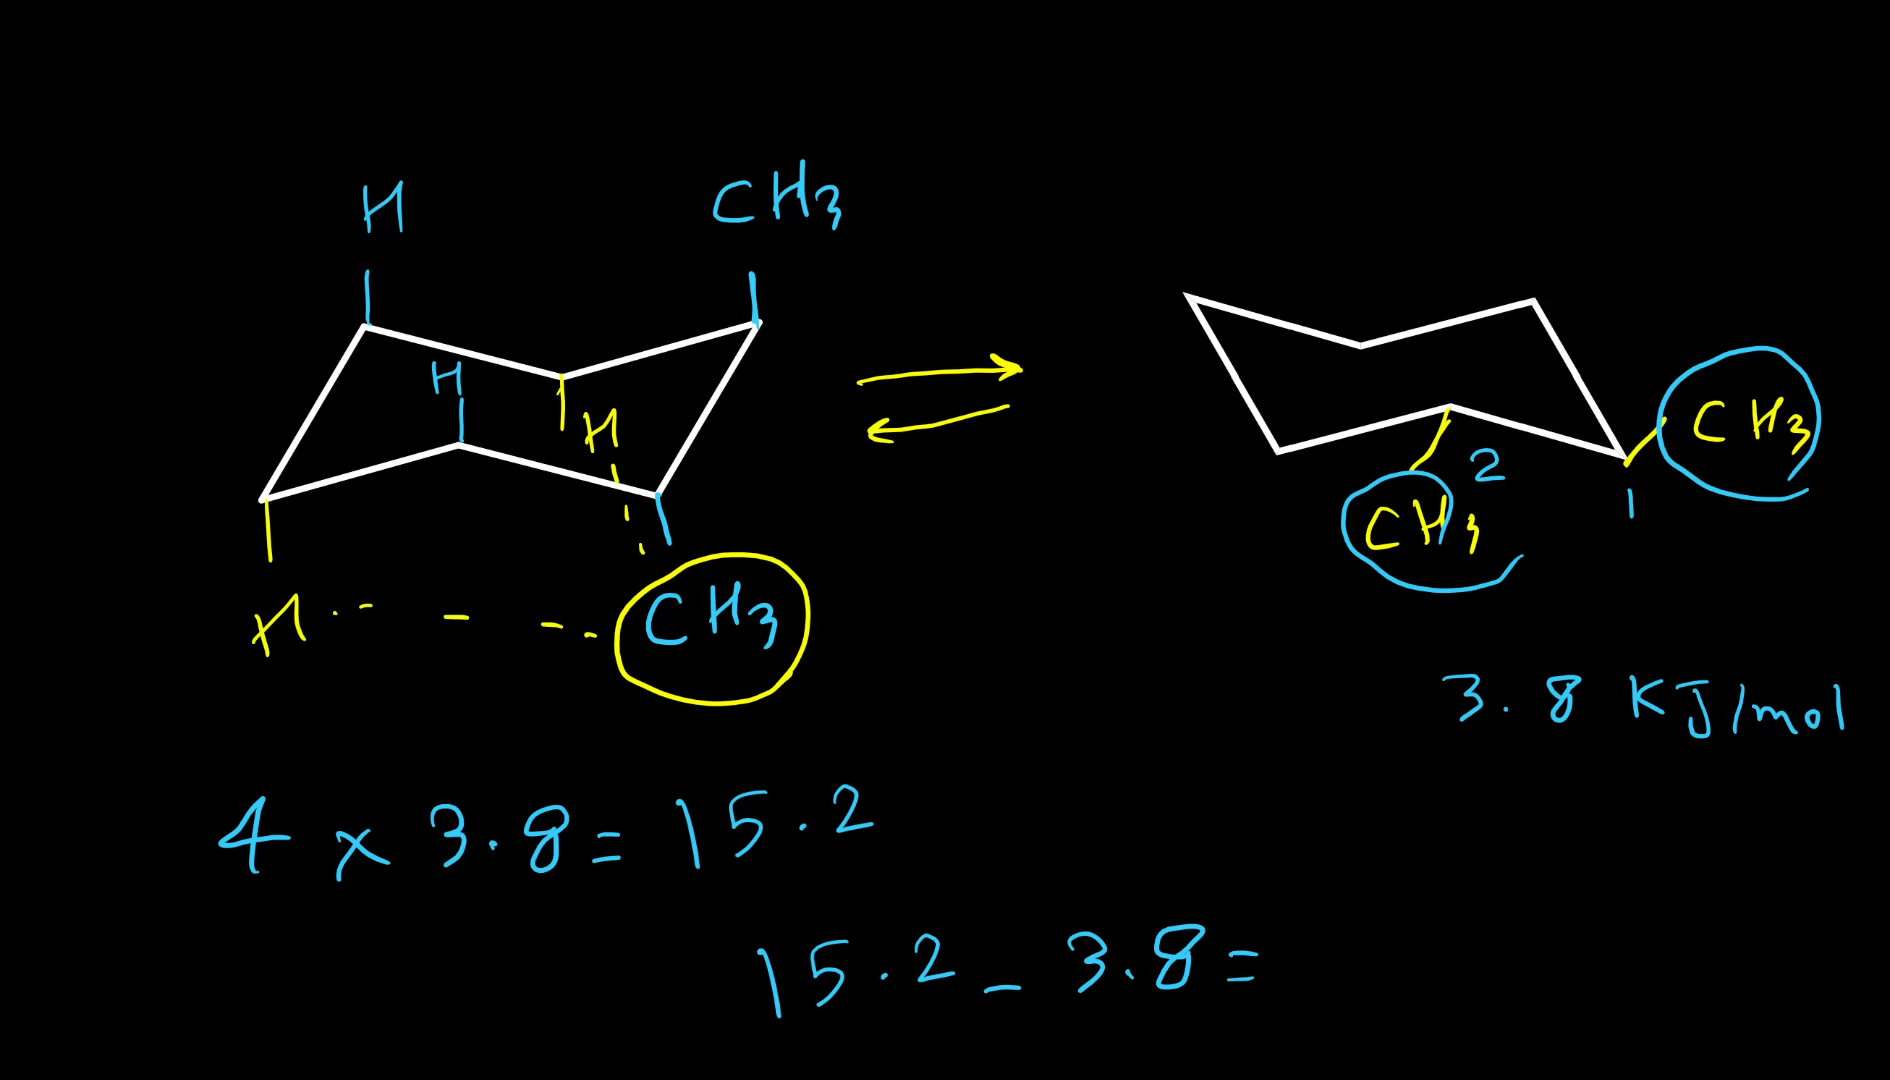 H CH3
H
H
CH3
2
CH3
1
H
CH3
3.8 KJ/mol
4 x 3.8 = 15.2
15.2 - 3.8 =